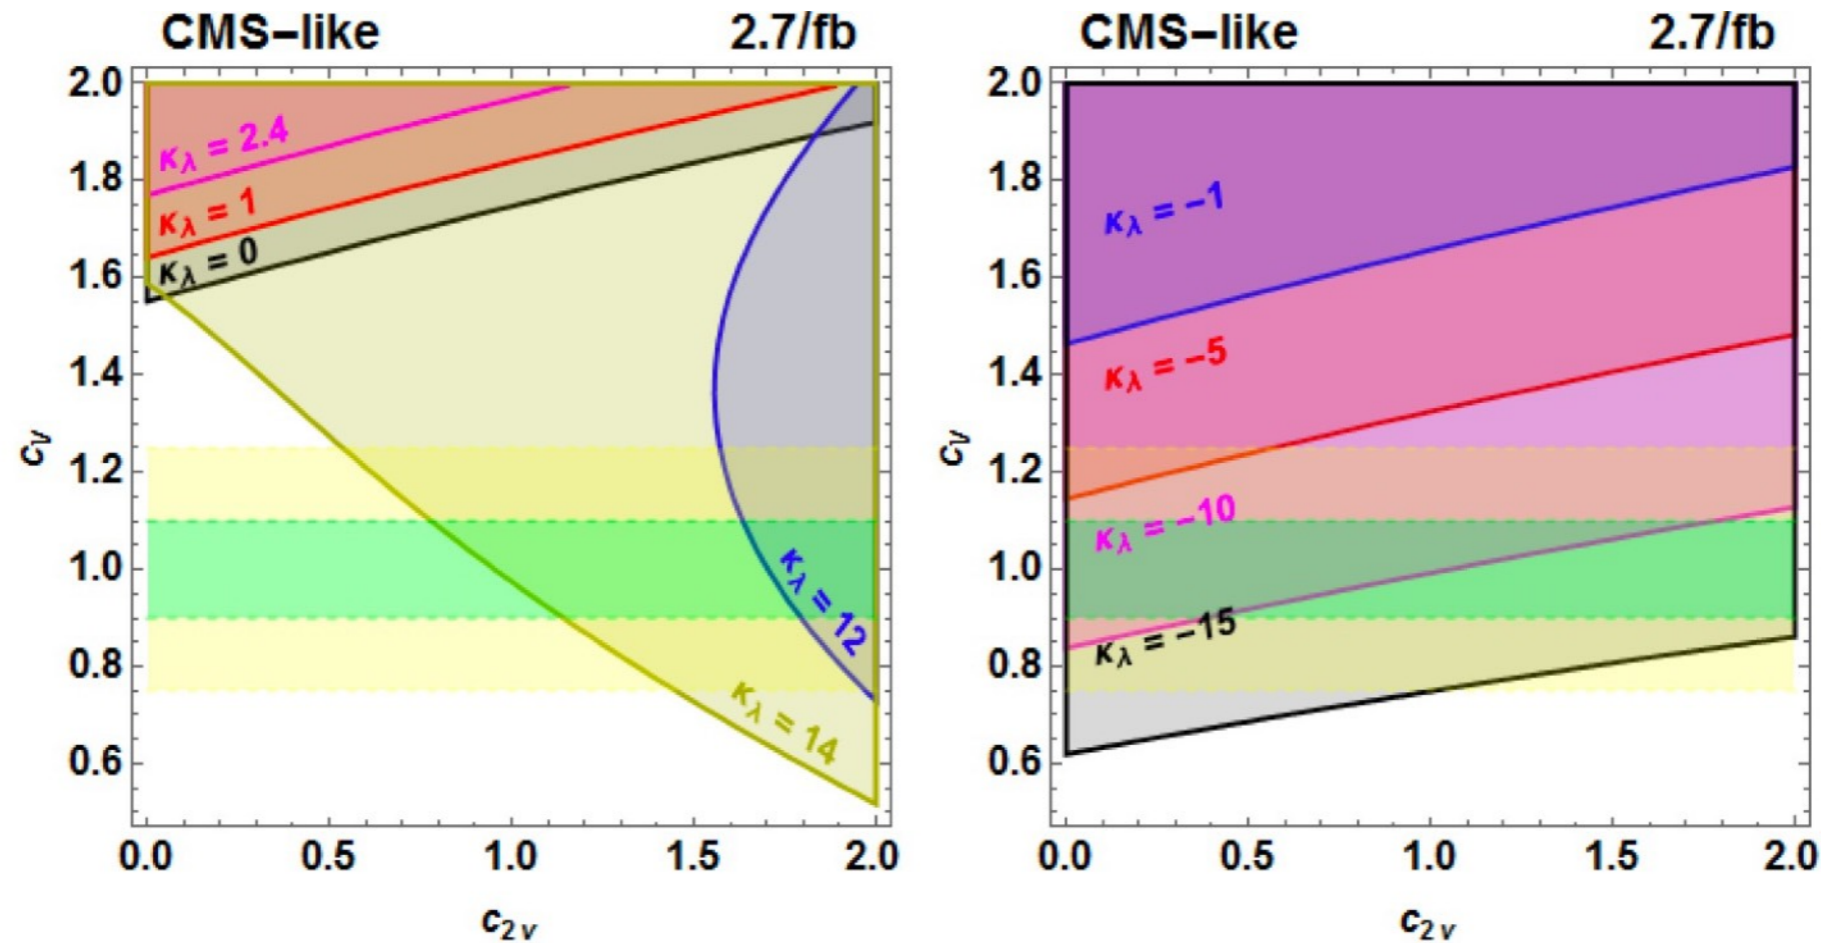 CMS-like 2.7/fb
2.0
1.8
1.6
1.4
1.2
1.0
0.8
0.6
c_V
κ_λ = 2.4
κ_λ = 1
κ_λ = 0
κ_λ = 12
κ_λ = 14
0.0 0.5 1.0 1.5 2.0
c_2v
CMS-like 2.7/fb
2.0
1.8
1.6
1.4
1.2
1.0
0.8
0.6
c_V
κ_λ = -1
κ_λ = -5
κ_λ = -10
κ_λ = -15
0.0 0.5 1.0 1.5 2.0
c_2v